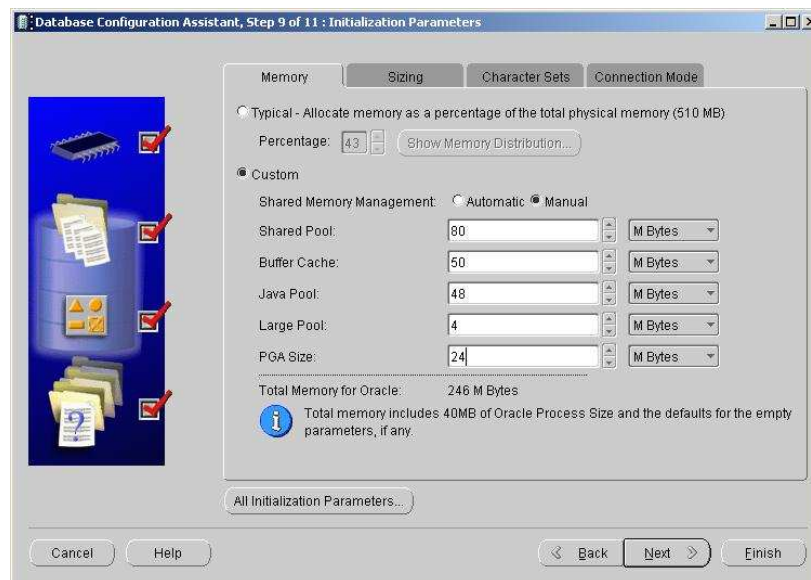 Database Configuration Assistant, Step 9 of 11 : Initialization Parameters
Memory Sizing Character Sets Connection Mode
Typical - Allocate memory as a percentage of the total physical memory (510 MB)
Percentage: 43 Show Memory Distribution...
Custom
Shared Memory Management: Automatic Manual
Shared Pool: 80 M Bytes
Buffer Cache: 50 M Bytes
Java Pool: 48 M Bytes
Large Pool: 4 M Bytes
PGA Size: 24 M Bytes
Total Memory for Oracle: 246 M Bytes
Total memory includes 40MB of Oracle Process Size and the defaults for the empty
parameters, if any.
All Initialization Parameters...
Cancel Help Back Next Finish